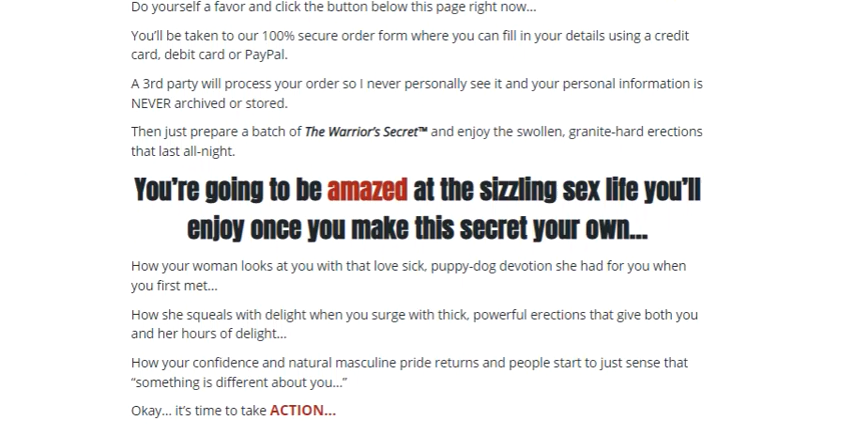 Do yourself a favor and click the button below this page right now...
You'll be taken to our 100% secure order form where you can fill in your details using a credit
card, debit card or PayPal.
A 3rd party will process your order so I never personally see it and your personal information is
NEVER archived or stored.
Then just prepare a batch of The Warrior's Secret™ and enjoy the swollen, granite-hard erections
that last all-night.
You're going to be amazed at the sizzling sex life you'll
enjoy once you make this secret your own...
How your woman looks at you with that love sick, puppy-dog devotion she had for you when
you first met...
How she squeals with delight when you surge with thick, powerful erections that give both you
and her hours of delight...
How your confidence and natural masculine pride returns and people start to just sense that
“something is different about you...”
Okay... it's time to take ACTION...